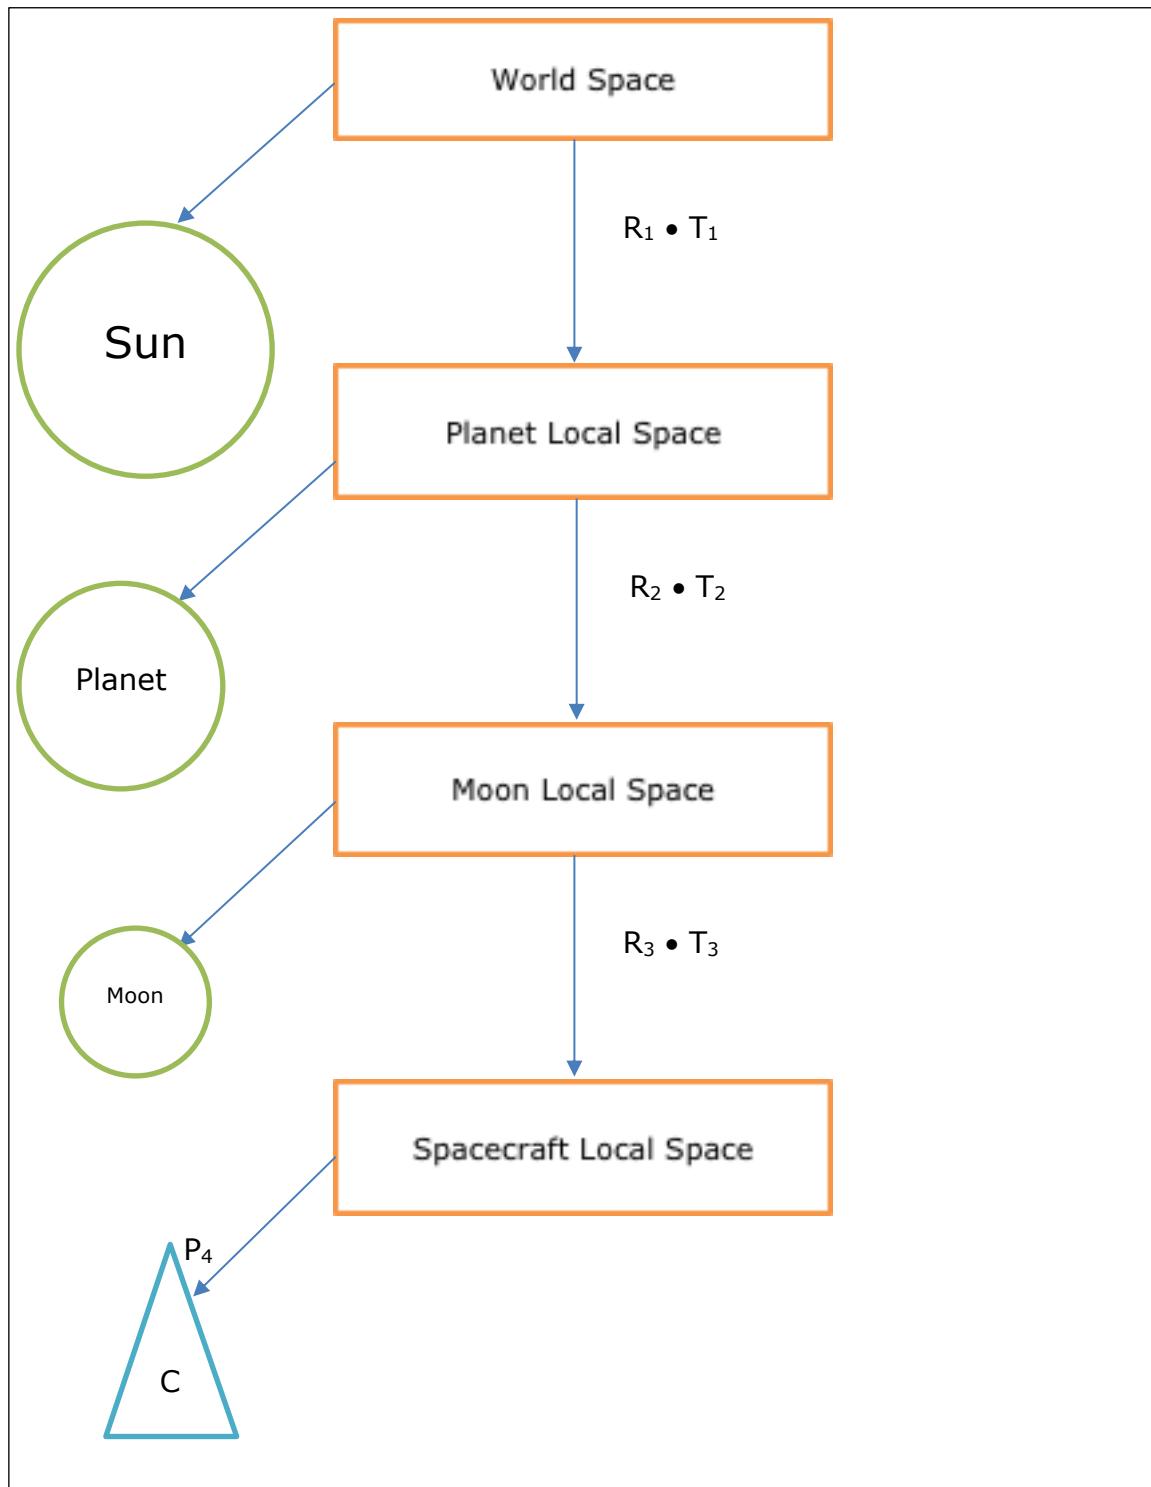 World Space
R₁ • T₁
Sun
Planet Local Space
R₂ • T₂
Planet
Moon Local Space
R₃ • T₃
Moon
Spacecraft Local Space
P₄
C